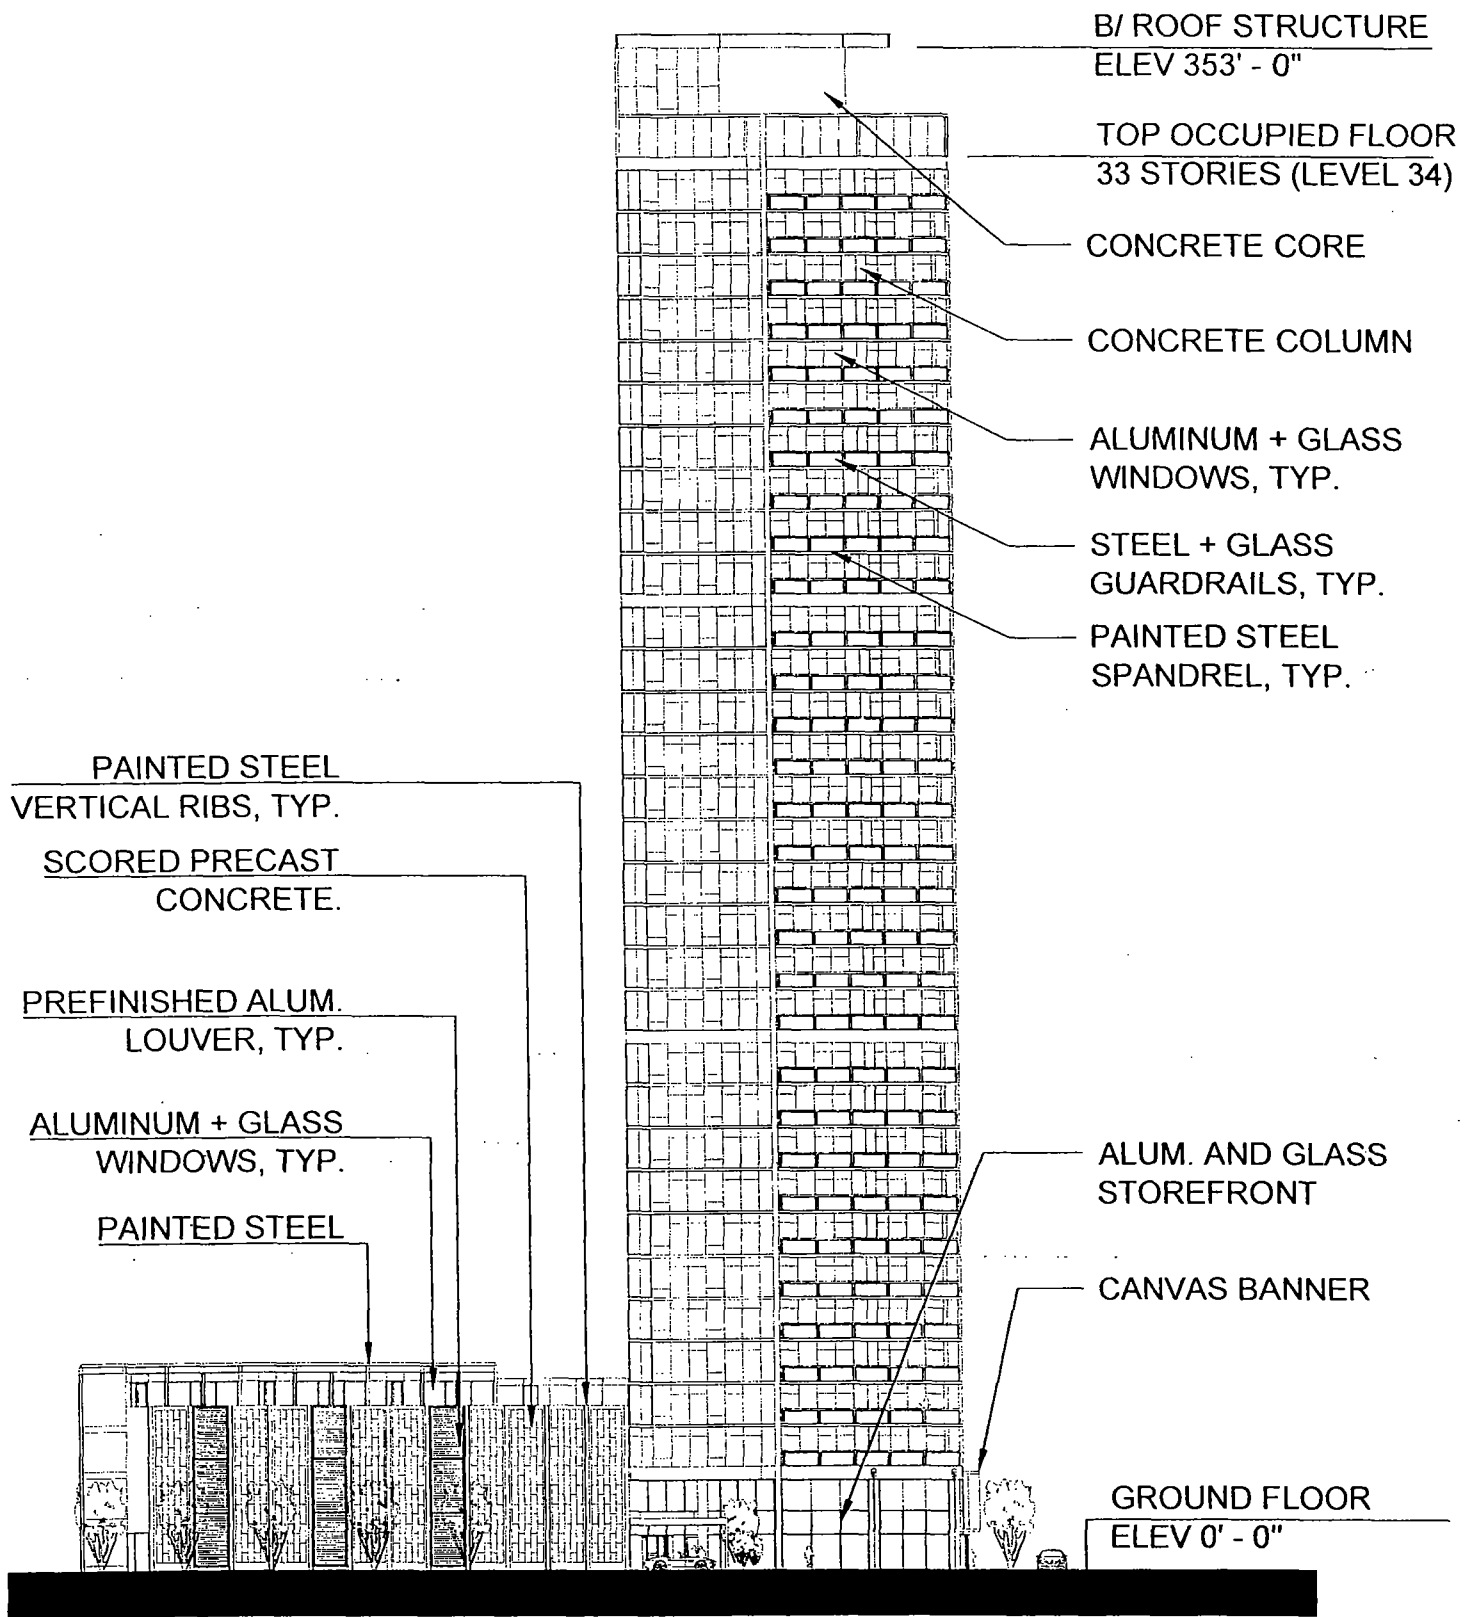 B/ ROOF STRUCTURE
ELEV 353' - 0"
TOP OCCUPIED FLOOR
33 STORIES (LEVEL 34)
CONCRETE CORE
CONCRETE COLUMN
ALUMINUM + GLASS
WINDOWS, TYP.
STEEL + GLASS
GUARDRAILS, TYP.
PAINTED STEEL
SPANDREL, TYP.
PAINTED STEEL
VERTICAL RIBS, TYP.
SCORED PRECAST
CONCRETE.
PREFINISHED ALUM.
LOUVER, TYP.
ALUMINUM + GLASS
WINDOWS, TYP.
PAINTED STEEL
ALUM. AND GLASS
STOREFRONT
CANVAS BANNER
GROUND FLOOR
ELEV 0' - 0"